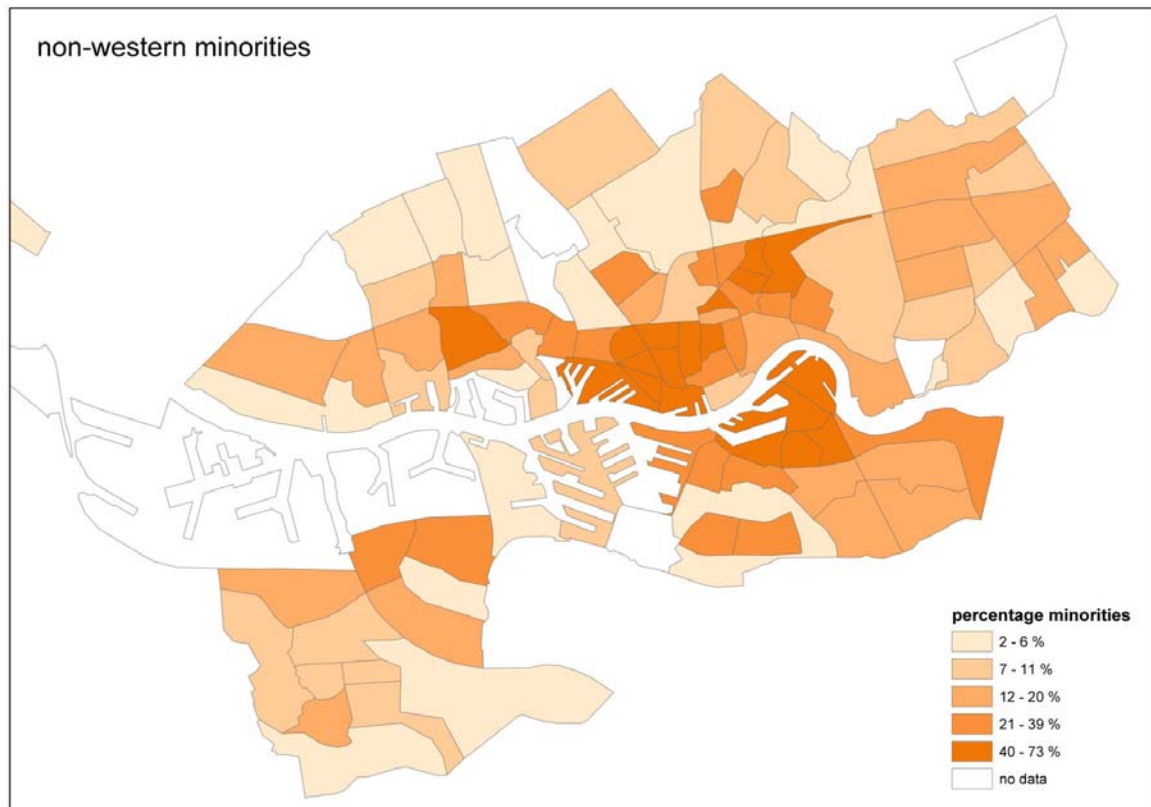 non-western minorities
percentage minorities
2 - 6 %
7 - 11 %
12 - 20 %
21 - 39 %
40 - 73 %
no data